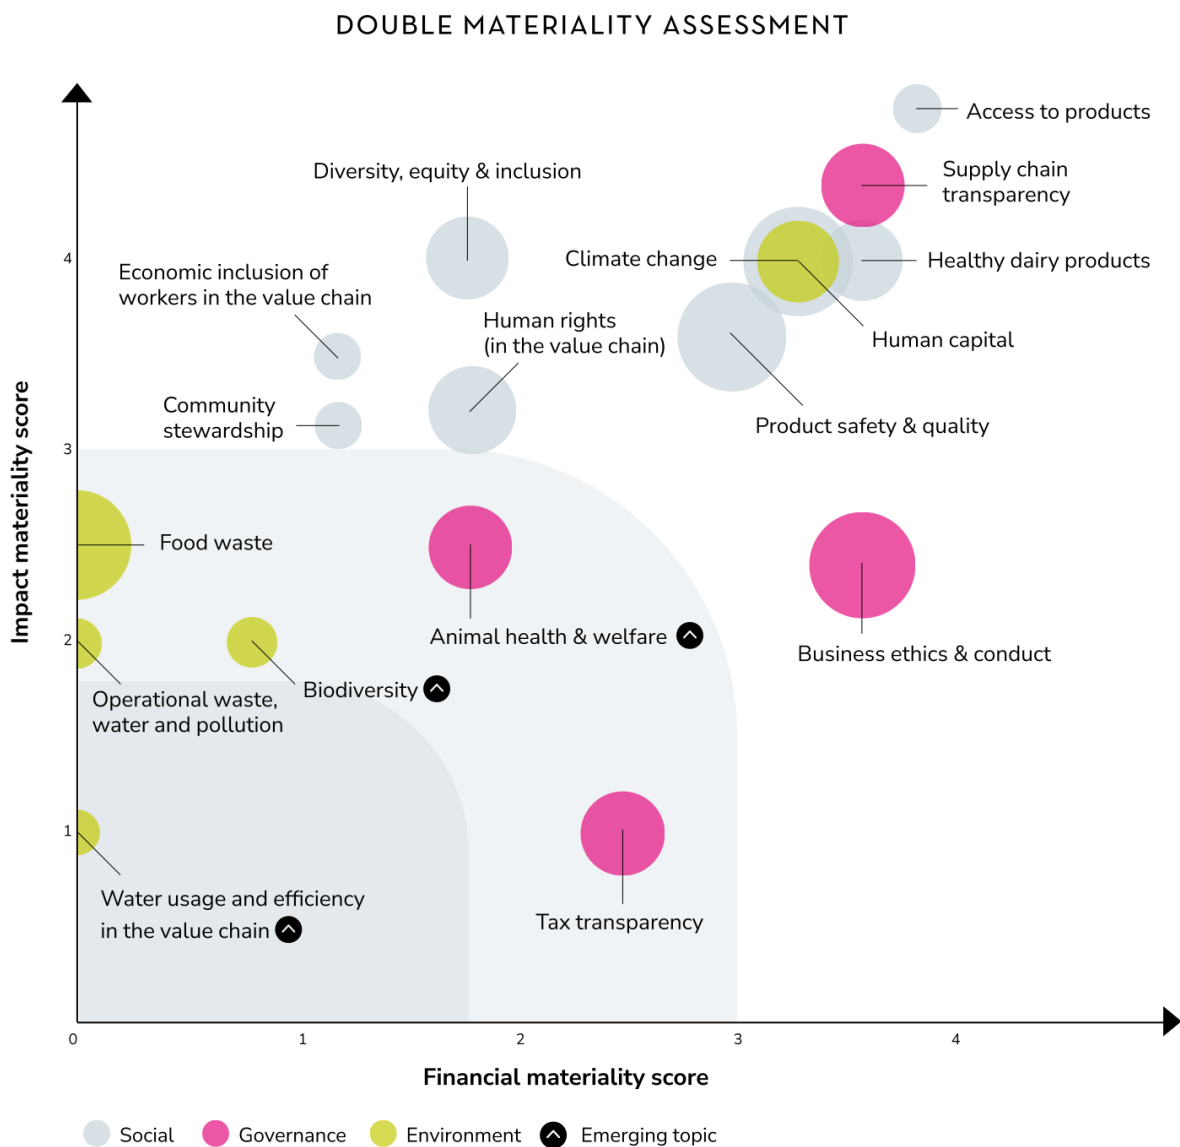 DOUBLE MATERIALITY ASSESSMENT
Access to products
Supply chain
transparency
Diversity, equity & inclusion
Climate change
Healthy dairy products
4
Economic inclusion of
workers in the value chain
Human rights
(in the value chain)
Human capital
Community
stewardship
Product safety & quality
3
Impact materiality score
Food waste
Animal health & welfare
Business ethics & conduct
2
Biodiversity
Operational waste,
water and pollution
1
Water usage and efficiency
in the value chain
Tax transparency
0
1
2
3
4
Financial materiality score
Social
Governance
Environment
Emerging topic